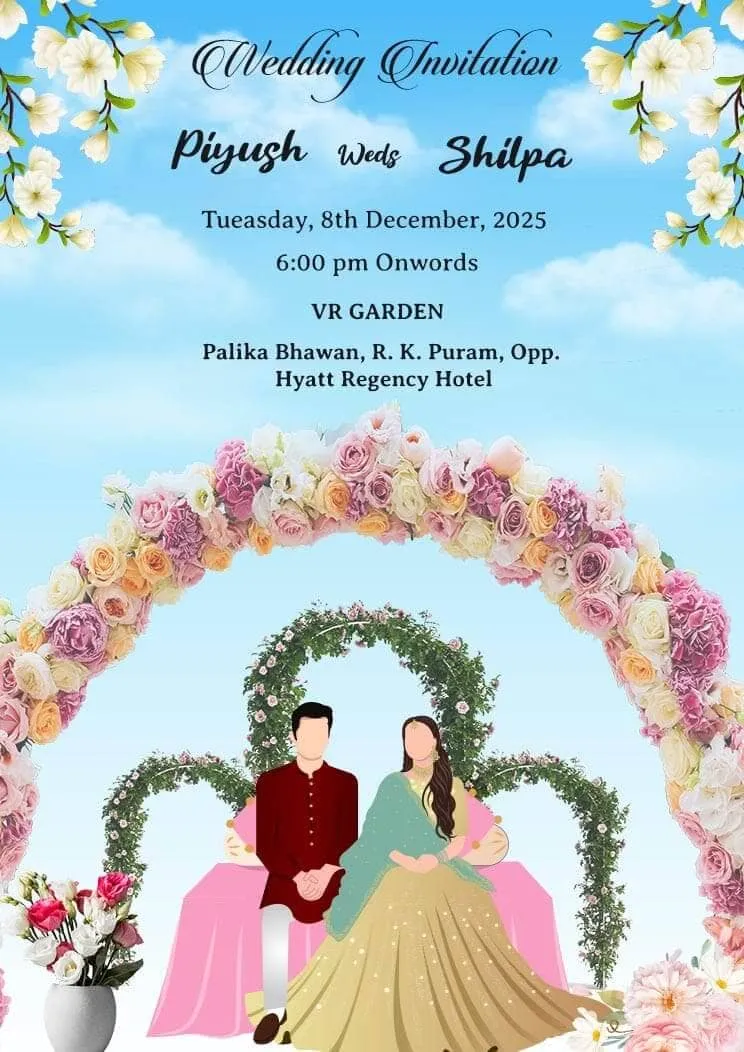 Wedding Invitation
Piyush Weds Shilpa
Tueasday, 8th December, 2025
6:00 pm Onwords
VR GARDEN
Palika Bhawan, R. K. Puram, Opp.
Hyatt Regency Hotel